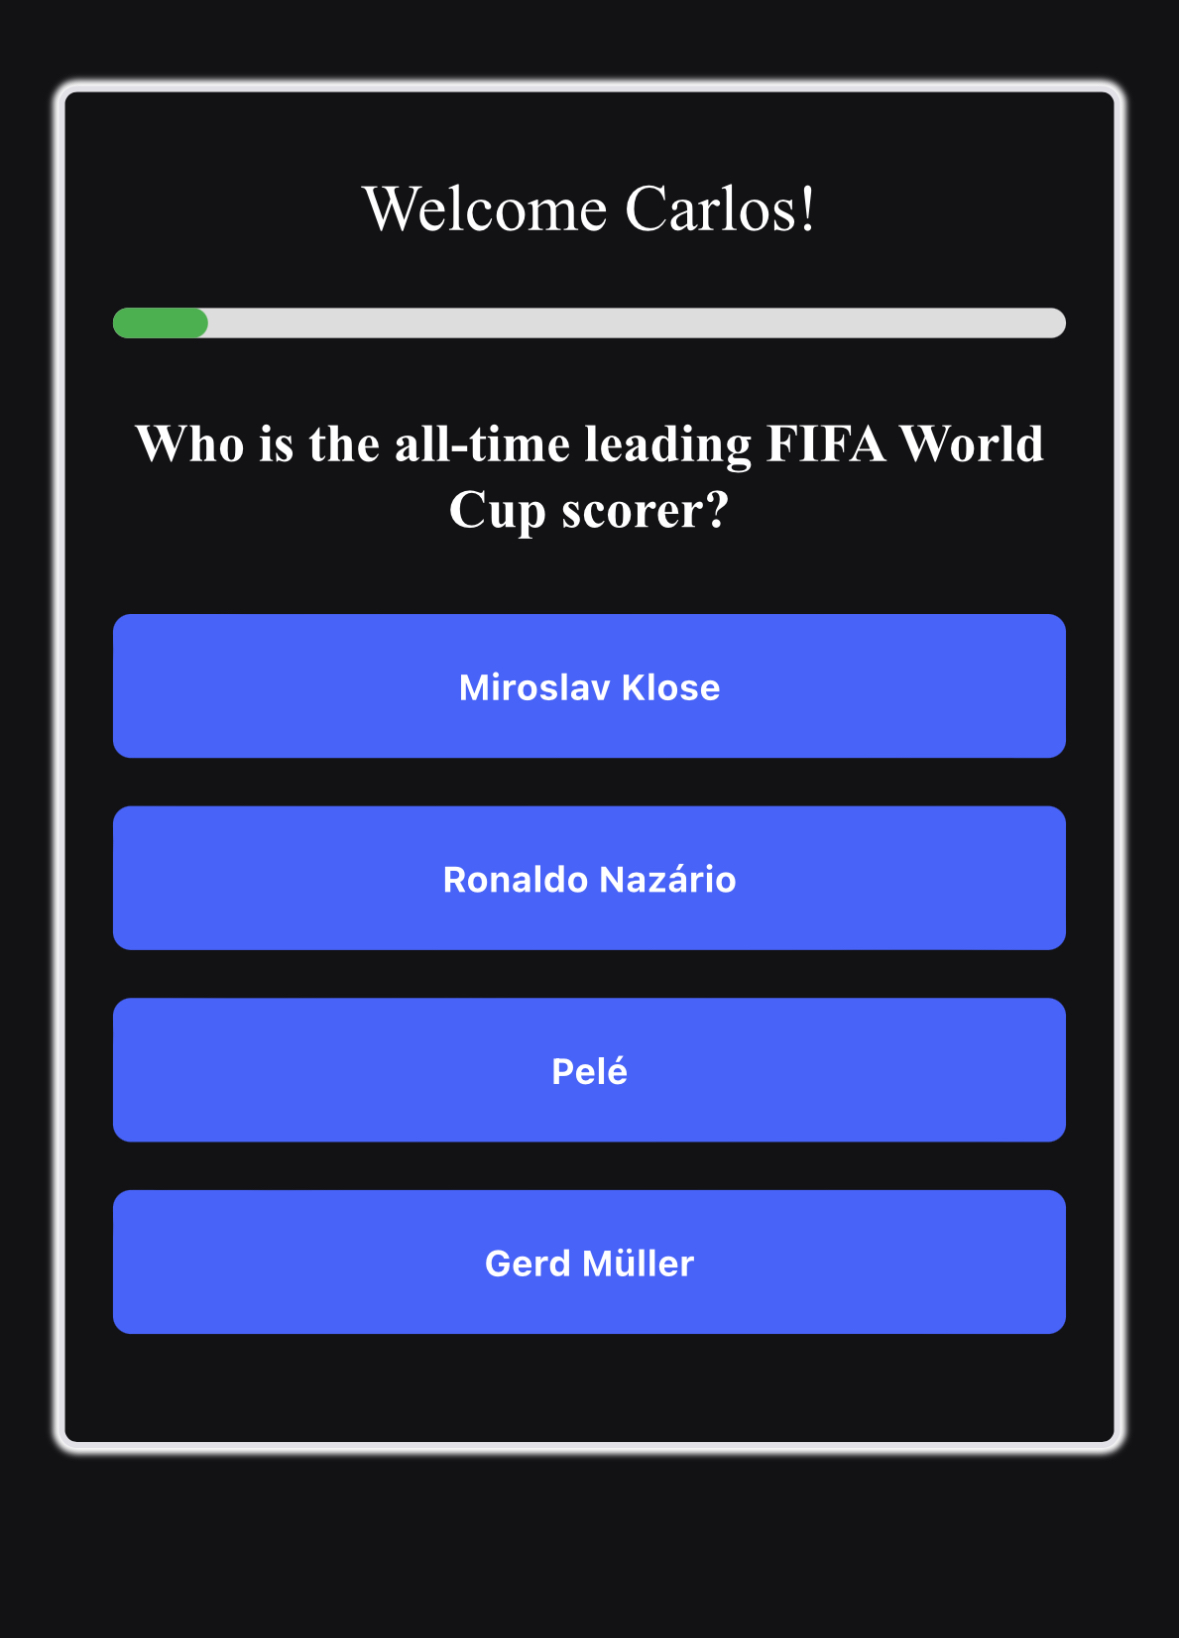 Welcome Carlos!
Who is the all-time leading FIFA World
Cup scorer?
Miroslav Klose
Ronaldo Nazário
Pelé
Gerd Müller